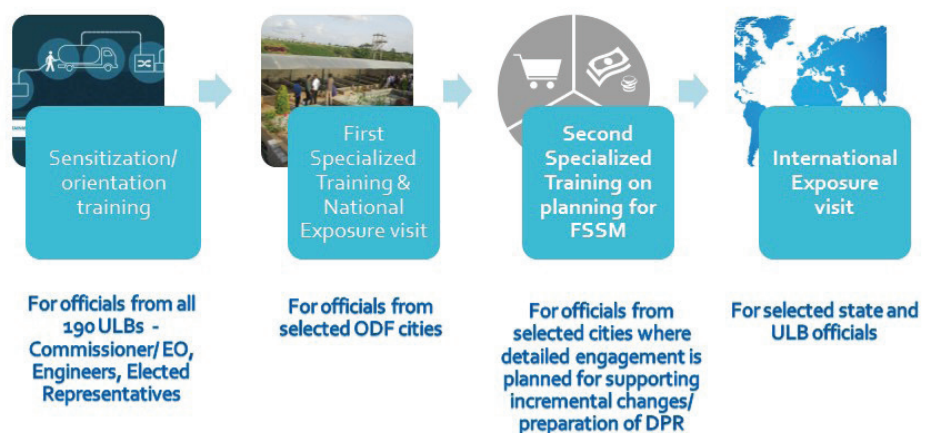 Sensitization/
orientation
training
First
Specialized
Training &
National
Exposure visit
Second
Specialized
Training on
planning for
FSSM
International
Exposure
visit
For officials from all
190 ULBs -
Commissioner/ EO,
Engineers, Elected
Representatives
For officials from
selected ODF cities
For officials from
selected cities where
detailed engagement is
planned for supporting
incremental changes/
preparation of DPR
For selected state and
ULB officials